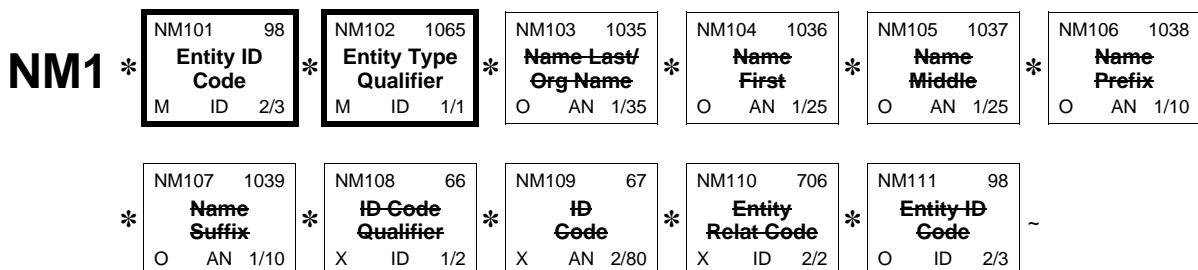 NM1 * NM101 98 * NM102 1065 * NM103 1035 * NM104 1036 * NM105 1037 * NM106 1038
Entity ID Entity Type Name Last/ Name Name Name
Code Qualifier Org Name First Middle Prefix
M ID 2/3 M ID 1/1 O AN 1/35 O AN 1/25 O AN 1/25 O AN 1/10
* NM107 1039 * NM108 66 * NM109 67 * NM110 706 * NM111 98 ~
Name ID Code ID Entity Entity ID
Suffix Qualifier Code Relat Code Code
O AN 1/10 X ID 1/2 X AN 2/80 X ID 2/2 O ID 2/3